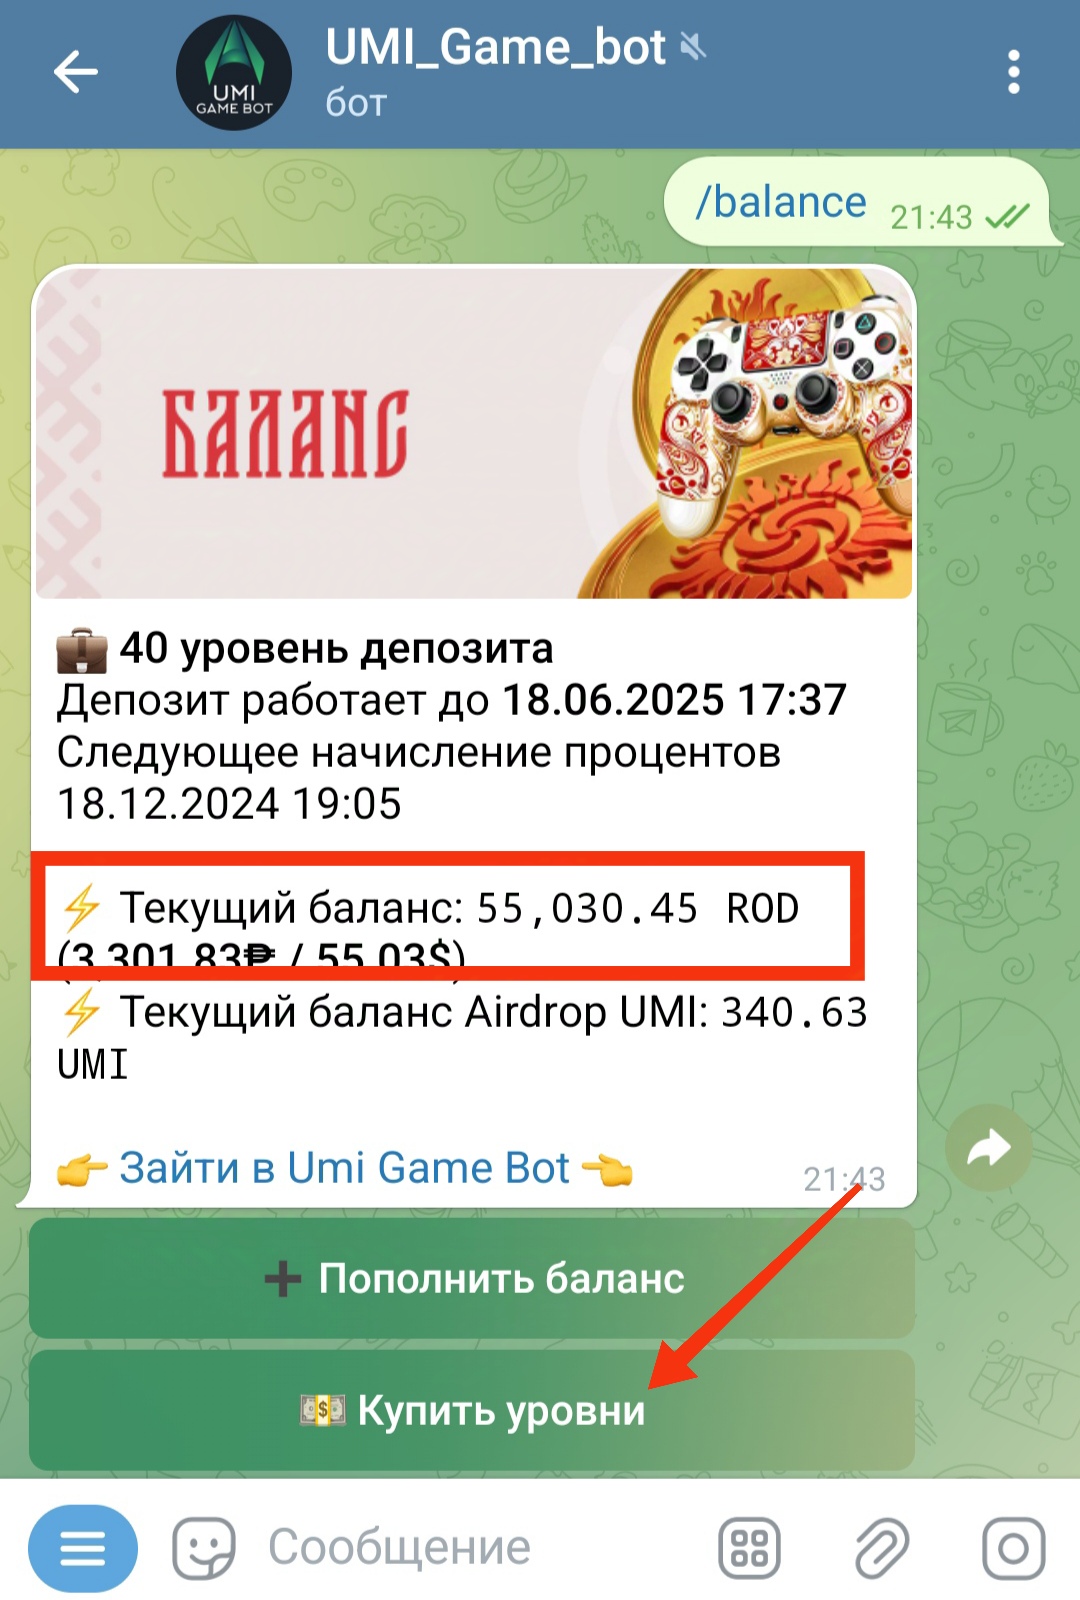 UMI_Game_bot
бот
UMI
GAME BOT
/balance 21:43
БАЛАНС
40 уровень депозита
Депозит работает до 18.06.2025 17:37
Следующее начисление процентов
18.12.2024 19:05
Текущий баланс: 55,030.45 ROD
(3,301.83₱ / 55.03$)
Текущий баланс Airdrop UMI: 340.63
UMI
Зайти в Umi Game Bot
21:43
Пополнить баланс
Купить уровни
Сообщение